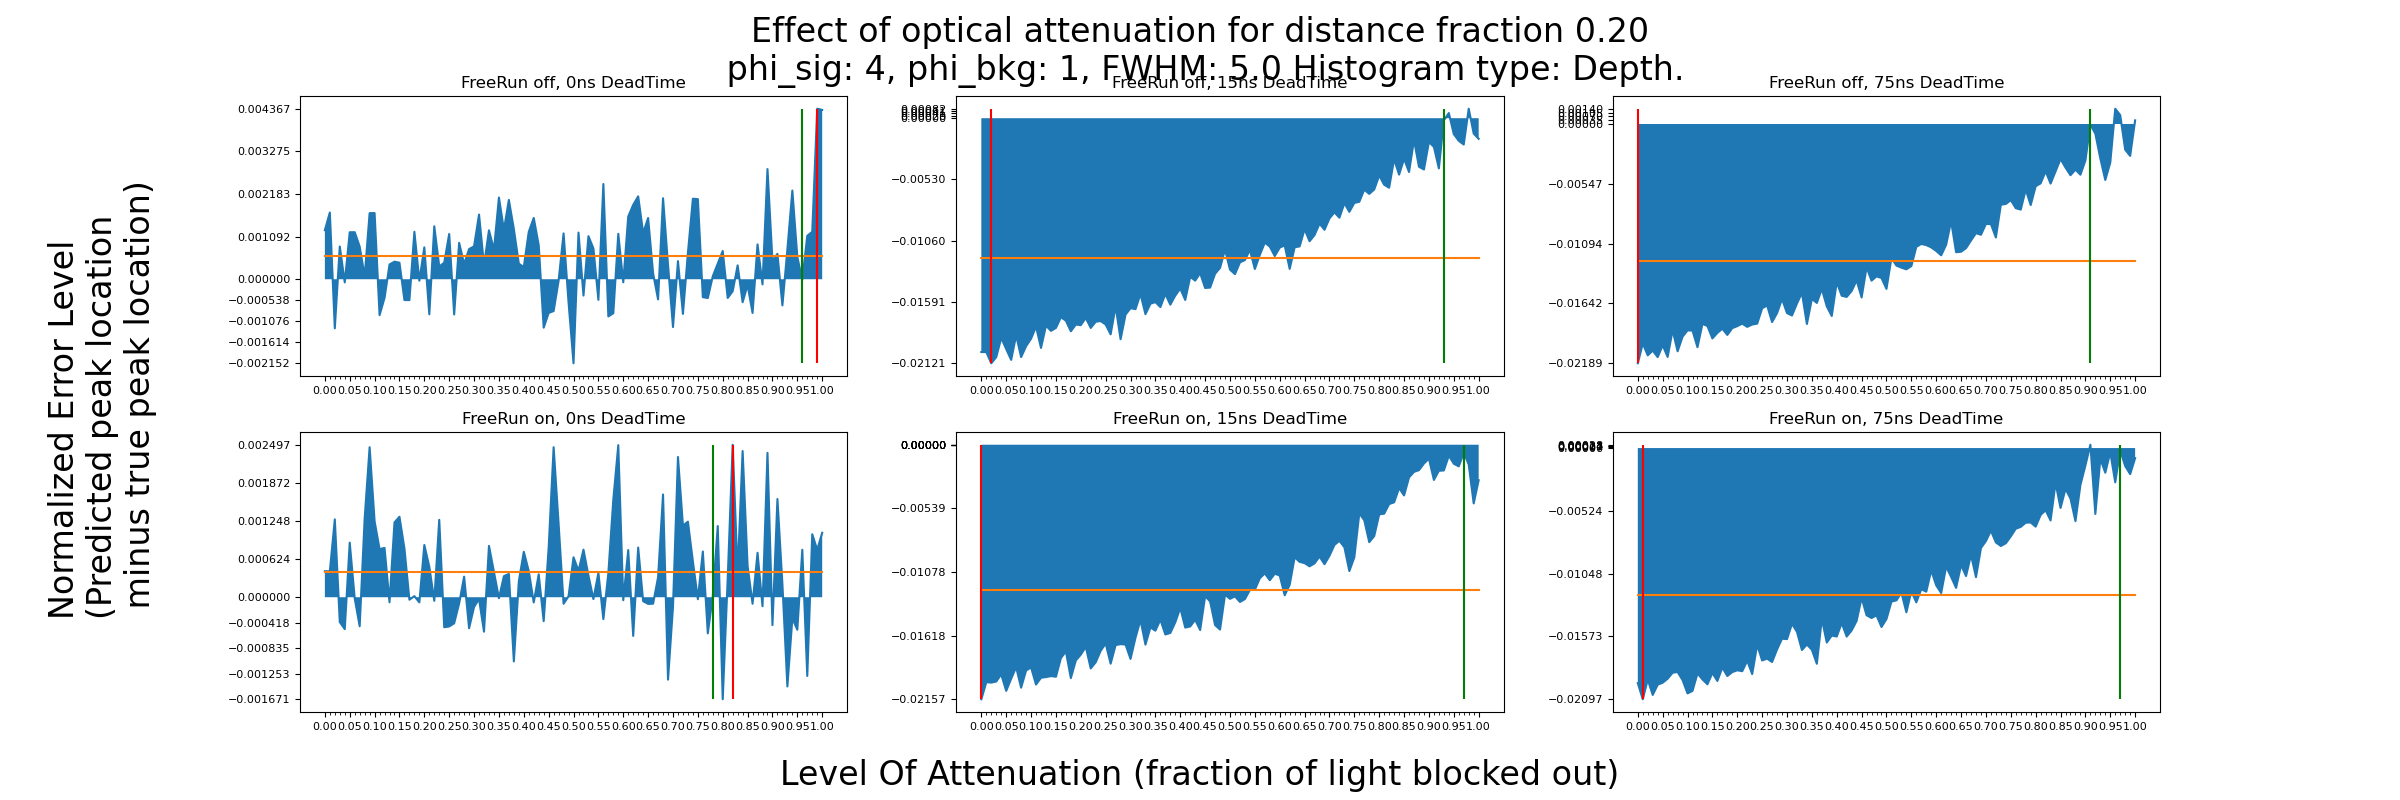 Effect of optical attenuation for distance fraction 0.20
phi_sig: 4, phi_bkg: 1, FWHM: 5.0 Histogram type: Depth.
Normalized Error Level
(Predicted peak location
minus true peak location)
FreeRun off, 0ns DeadTime
0.004367
0.003275
0.002183
0.001092
0.000000
−0.000538
−0.001076
−0.001614
−0.002152
0.00 0.05 0.10 0.15 0.20 0.25 0.30 0.35 0.40 0.45 0.50 0.55 0.60 0.65 0.70 0.75 0.80 0.85 0.90 0.95 1.00
FreeRun off, 15ns DeadTime
0.00082
0.00000
−0.00530
−0.01060
−0.01591
−0.02121
0.00 0.05 0.10 0.15 0.20 0.25 0.30 0.35 0.40 0.45 0.50 0.55 0.60 0.65 0.70 0.75 0.80 0.85 0.90 0.95 1.00
FreeRun off, 75ns DeadTime
0.00140
0.00000
−0.00547
−0.01094
−0.01642
−0.02189
0.00 0.05 0.10 0.15 0.20 0.25 0.30 0.35 0.40 0.45 0.50 0.55 0.60 0.65 0.70 0.75 0.80 0.85 0.90 0.95 1.00
FreeRun on, 0ns DeadTime
0.002497
0.001872
0.001248
0.000624
0.000000
−0.000418
−0.000835
−0.001253
−0.001671
0.00 0.05 0.10 0.15 0.20 0.25 0.30 0.35 0.40 0.45 0.50 0.55 0.60 0.65 0.70 0.75 0.80 0.85 0.90 0.95 1.00
FreeRun on, 15ns DeadTime
0.00000
−0.00539
−0.01078
−0.01618
−0.02157
0.00 0.05 0.10 0.15 0.20 0.25 0.30 0.35 0.40 0.45 0.50 0.55 0.60 0.65 0.70 0.75 0.80 0.85 0.90 0.95 1.00
FreeRun on, 75ns DeadTime
−0.00524
−0.01048
−0.01573
−0.02097
0.00 0.05 0.10 0.15 0.20 0.25 0.30 0.35 0.40 0.45 0.50 0.55 0.60 0.65 0.70 0.75 0.80 0.85 0.90 0.95 1.00
Level Of Attenuation (fraction of light blocked out)